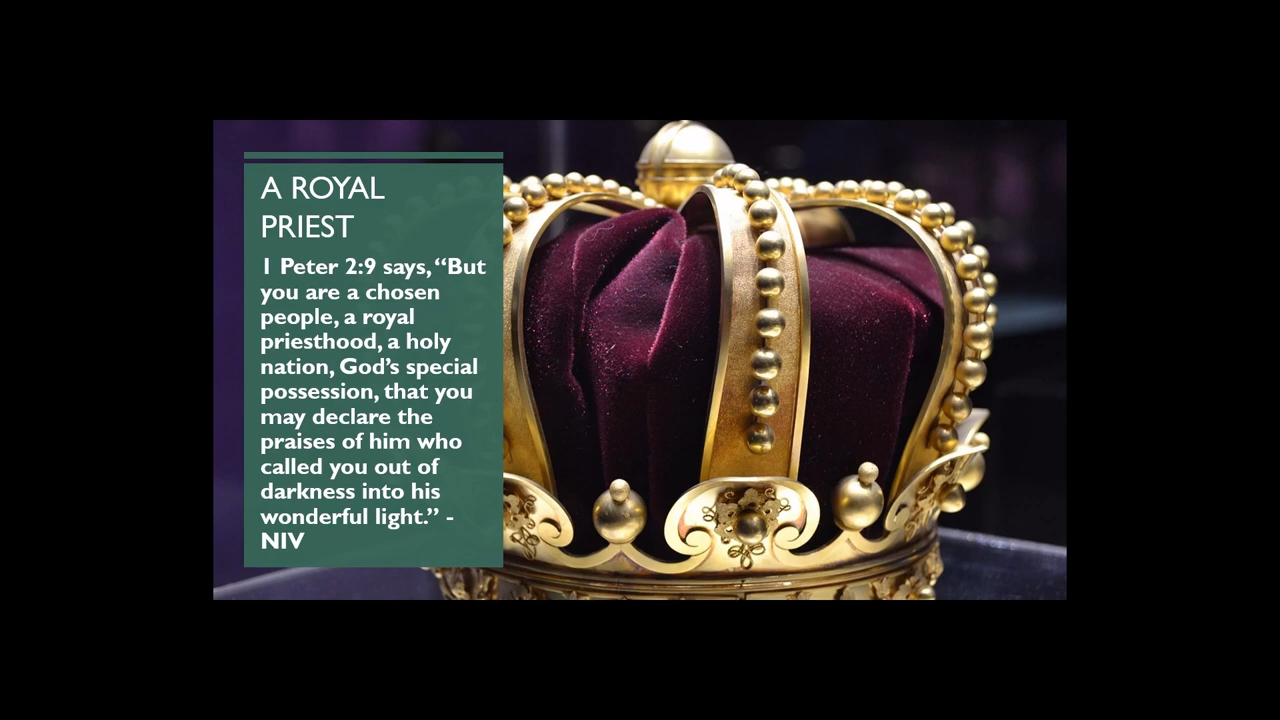 A ROYAL
PRIEST
1 Peter 2:9 says, “But
you are a chosen
people, a royal
priesthood, a holy
nation, God’s special
possession, that you
may declare the
praises of him who
called you out of
darkness into his
wonderful light.” -
NIV